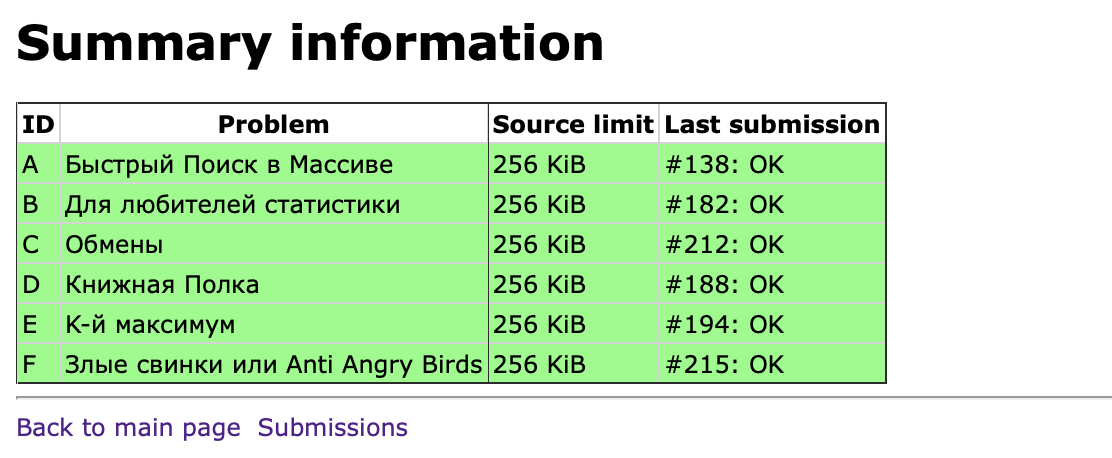 Summary information
ID Problem Source limit Last submission
A Быстрый Поиск в Массиве 256 KiB #138: OK
B Для любителей статистики 256 KiB #182: OK
C Обмены 256 KiB #212: OK
D Книжная Полка 256 KiB #188: OK
E К-й максимум 256 KiB #194: OK
F Злые свинки или Anti Angry Birds 256 KiB #215: OK
Back to main page Submissions